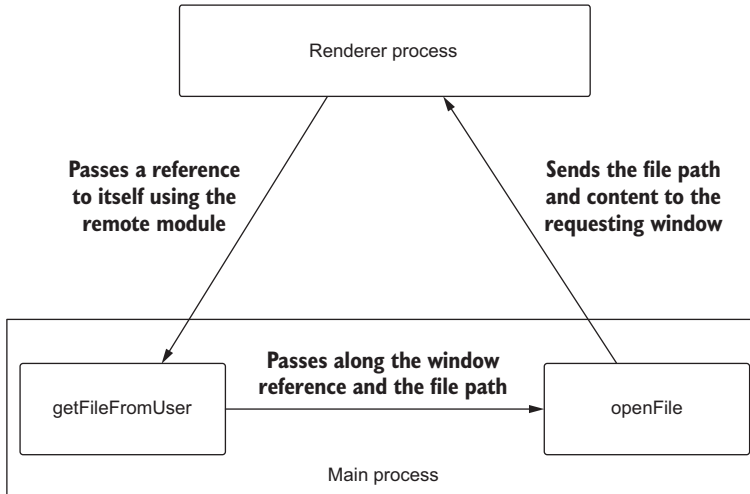 Renderer process
Passes a reference
to itself using the
remote module
Sends the file path
and content to the
requesting window
Passes along the window
reference and the file path
getFileFromUser
openFile
Main process